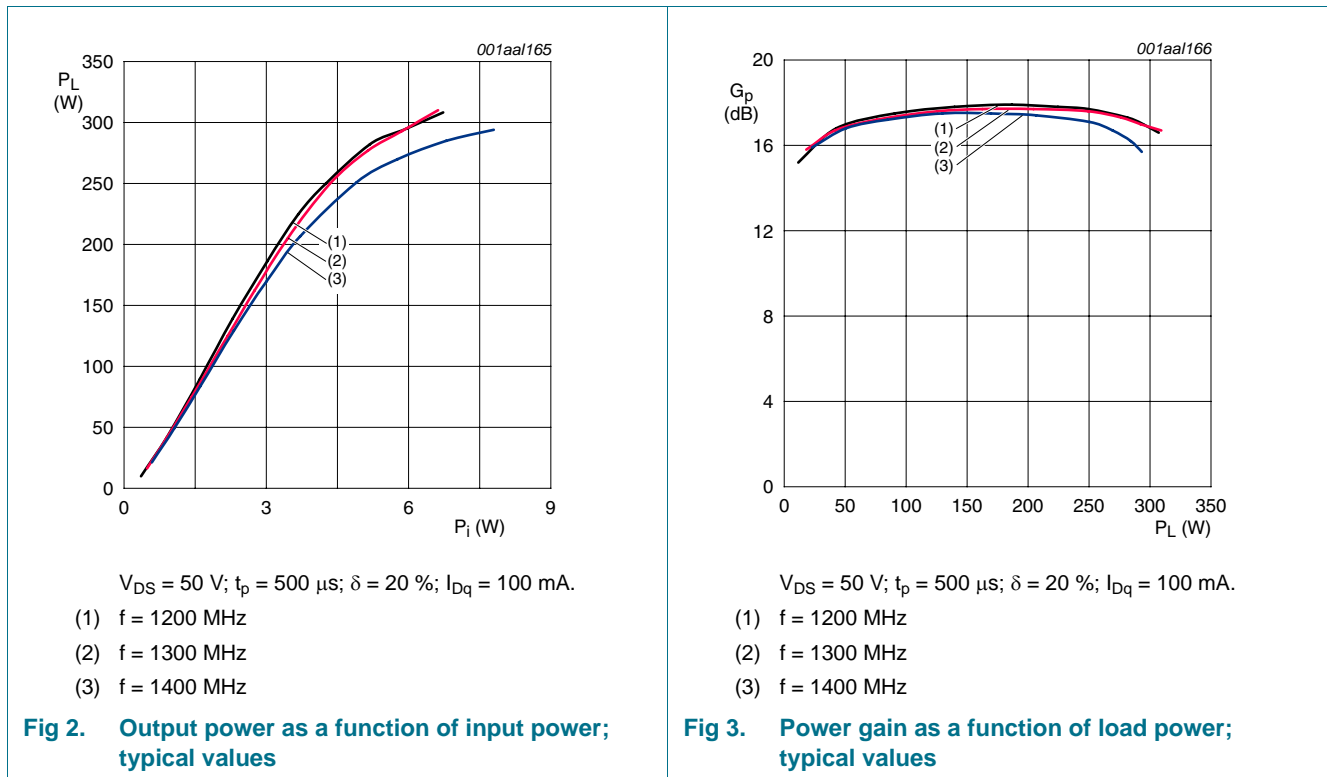 001aal165
350
300
250
200
150
100
50
0
P_L
(W)
0 3 6 9
P_i (W)
(1)
(2)
(3)
V_DS = 50 V; t_p = 500 μs; δ = 20 %; I_Dq = 100 mA.
(1) f = 1200 MHz
(2) f = 1300 MHz
(3) f = 1400 MHz
Fig 2. Output power as a function of input power;
typical values
001aal166
20
16
12
8
4
0
G_p
(dB)
0 50 100 150 200 250 300 350
P_L (W)
(1)
(2)
(3)
V_DS = 50 V; t_p = 500 μs; δ = 20 %; I_Dq = 100 mA.
(1) f = 1200 MHz
(2) f = 1300 MHz
(3) f = 1400 MHz
Fig 3. Power gain as a function of load power;
typical values